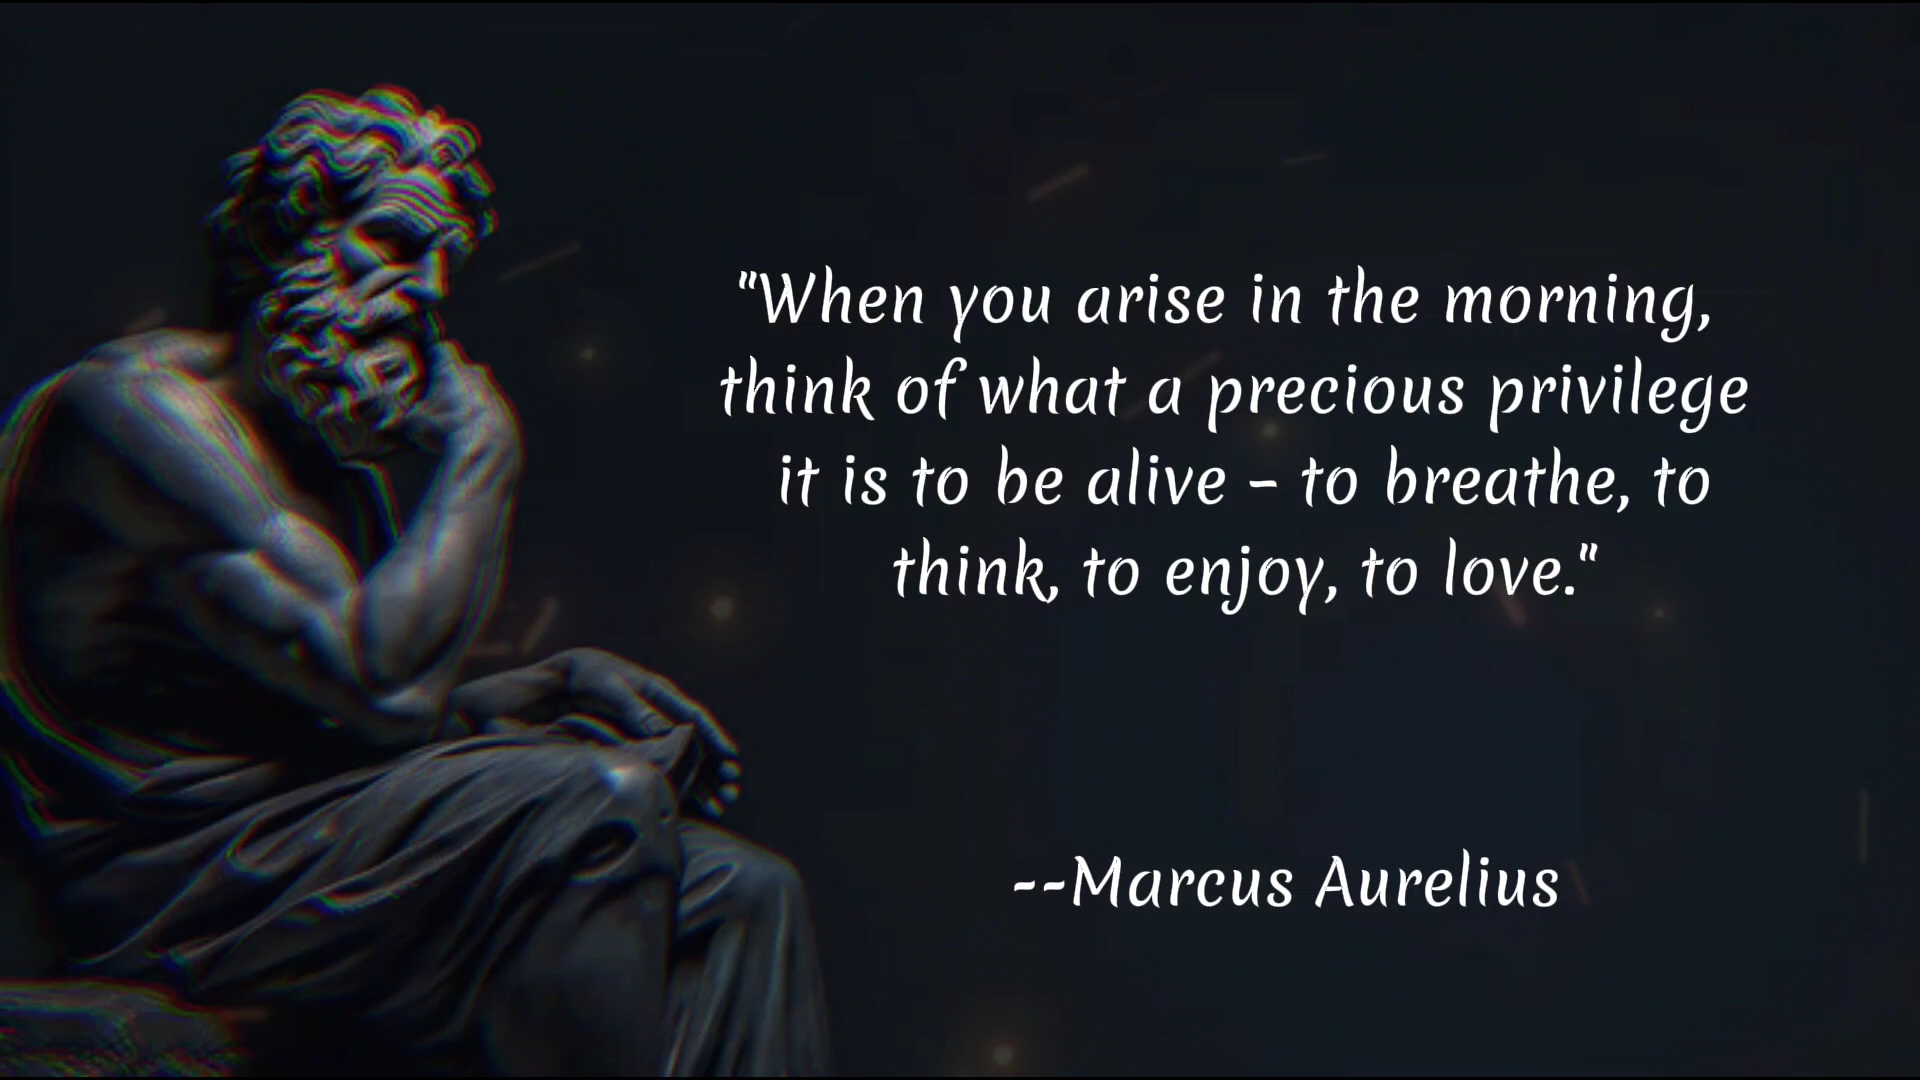 "When you arise in the morning,
think of what a precious privilege
it is to be alive – to breathe, to
think, to enjoy, to love."
--Marcus Aurelius